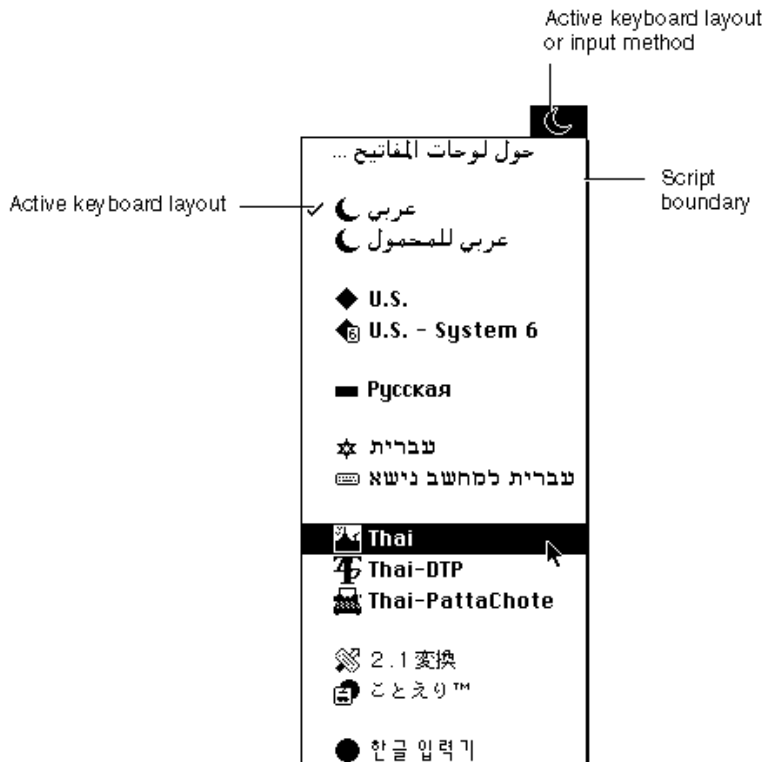 Active keyboard layout
or input method
حول لوحات المفاتيح ...
Script
boundary
Active keyboard layout
عربي
عربي للمحمول
U.S.
6 U.S. - System 6
Русская
עברית
עברית למחשב נישא
Thai
Thai-DTP
Thai-PattaChote
2.1変換
ことえり™
한글 입력기